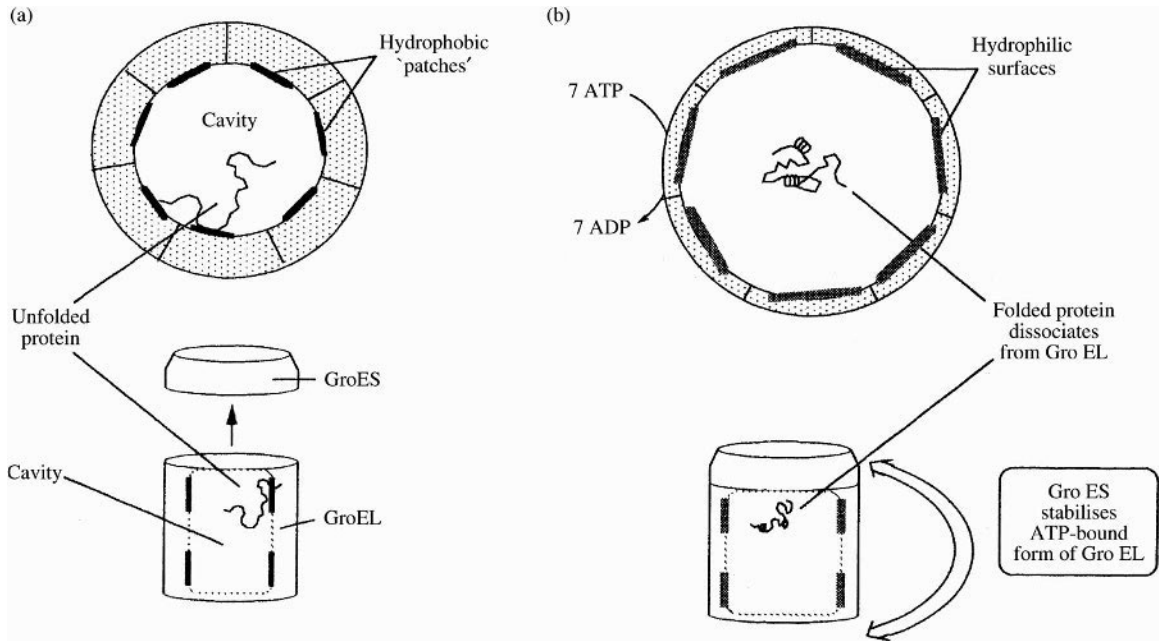 (a)
Hydrophobic
`patches´
Cavity
Unfolded
protein
GroES
Cavity
GroEL
(b)
Hydrophilic
surfaces
7 ATP
7 ADP
Folded protein
dissociates
from Gro EL
Gro ES
stabilises
ATP-bound
form of Gro EL